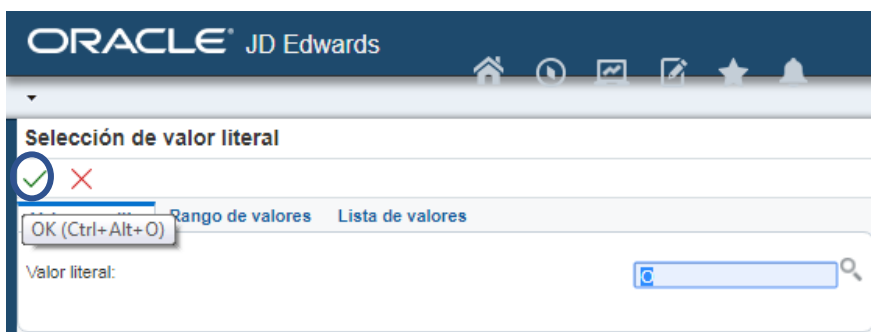 ORACLE® JD Edwards
Selección de valor literal
Rango de valores Lista de valores
OK (Ctrl+Alt+O)
Valor literal:
O